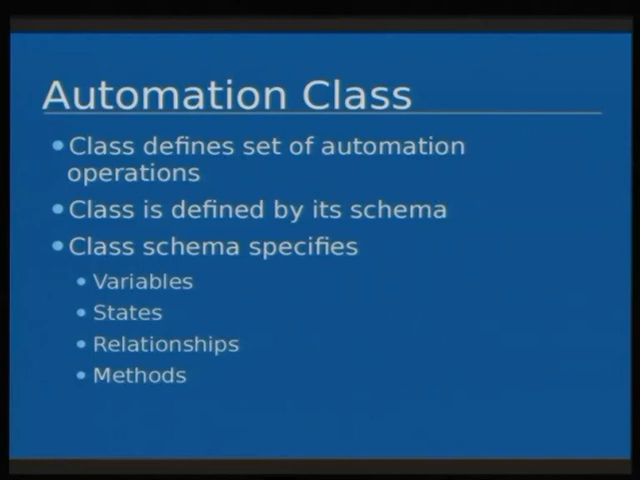 Automation Class
Class defines set of automation
operations
Class is defined by its schema
Class schema specifies
Variables
States
Relationships
Methods